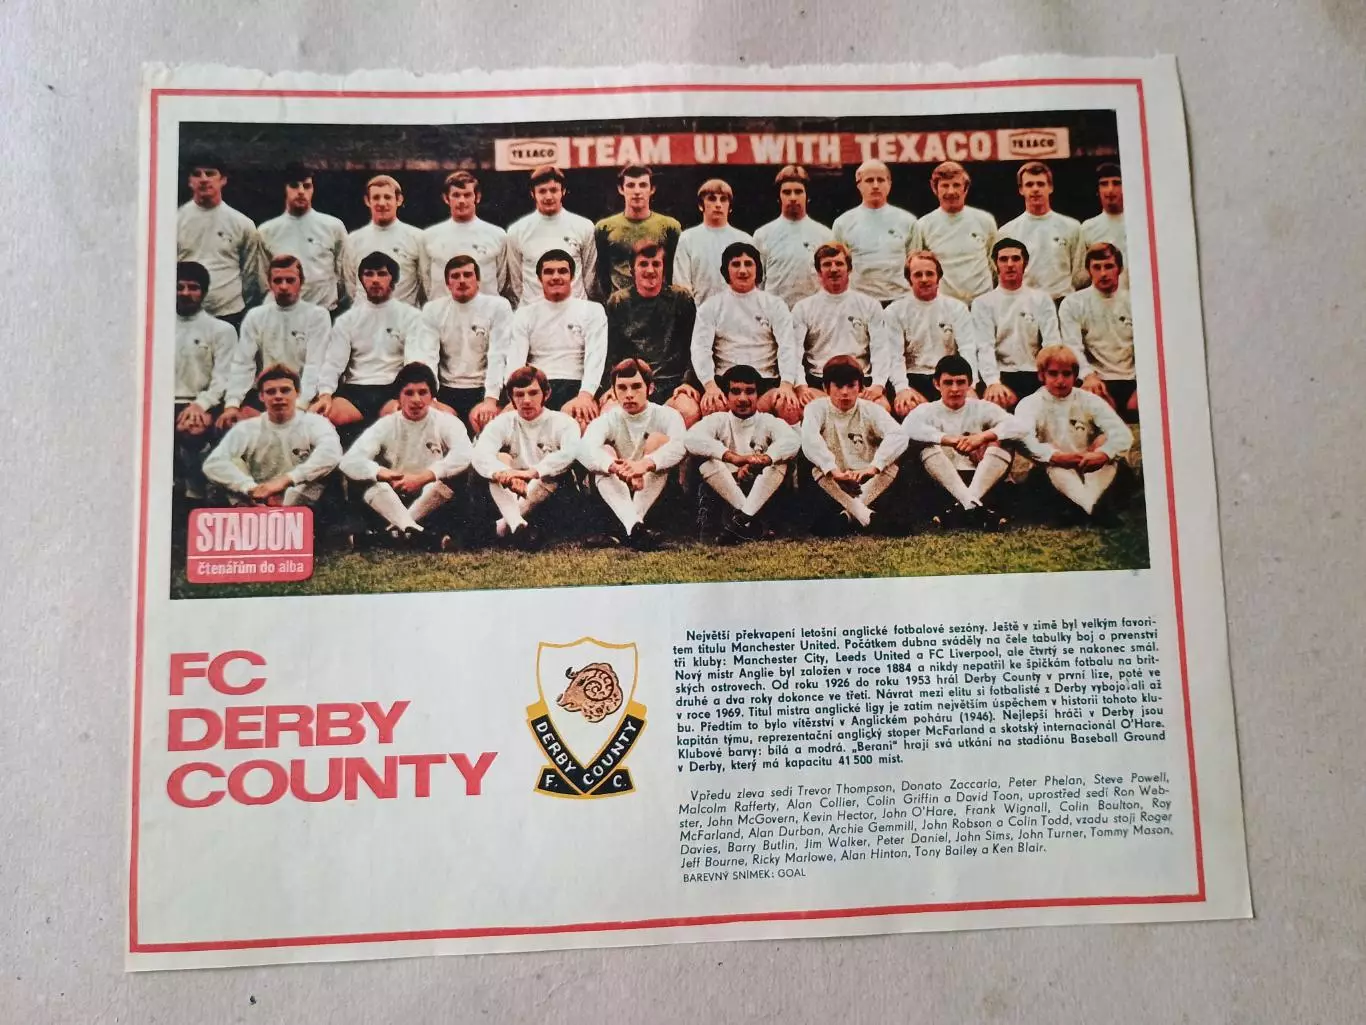 TEXACO TEAM UP WITH TEXACO TEXACO
STADIÓN
čtenářům do alba
FC
DERBY
COUNTY
DERBY COUNTY
F. C.
Největší překvapení letošní anglické fotbalové sezóny. Ještě v zimě byl velkým favori-
tem titulu Manchester United. Počátkem dubna sváděly na čele tabulky boj o prvenství
tři kluby: Manchester City, Leeds United a FC Liverpool, ale čtvrtý se nakonec smál.
Nový mistr Anglie byl založen v roce 1884 a nikdy nepatřil ke špičkám fotbalu na brit-
ských ostrovech. Od roku 1926 do roku 1953 hrál Derby County v první lize, poté ve
druhé a dva roky dokonce ve třetí. Návrat mezi elitu si fotbalisté z Derby vybojovali až
v roce 1969. Titul mistra anglické ligy je zatím největším úspěchem v historii tohoto klu-
bu. Předtím to bylo vítězství v Anglickém poháru (1946). Nejlepší hráči v Derby jsou
kapitán týmu, reprezentační anglický stoper McFarland a skotský internacionál O'Hare.
Klubové barvy: bílá a modrá. „Berani" hrají svá utkání na stadiónu Baseball Ground
v Derby, který má kapacitu 41 500 míst.
Vpředu zleva sedí Trevor Thompson, Donato Zaccaria, Peter Phelan, Steve Powell,
Malcolm Rafferty, Alan Collier, Colin Griffin a David Toon, uprostřed sedí Ron Web-
ster, John McGovern, Kevin Hector, John O'Hare, Frank Wignall, Colin Boulton, Roy
McFarland, Alan Durban, Archie Gemmill, John Robson a Colin Todd, vzadu stojí Roger
Davies, Barry Butlin, Jim Walker, Peter Daniel, John Sims, John Turner, Tommy Mason,
Jeff Bourne, Ricky Marlowe, Alan Hinton, Tony Bailey a Ken Blair.
BAREVNÝ SNÍMEK: GOAL